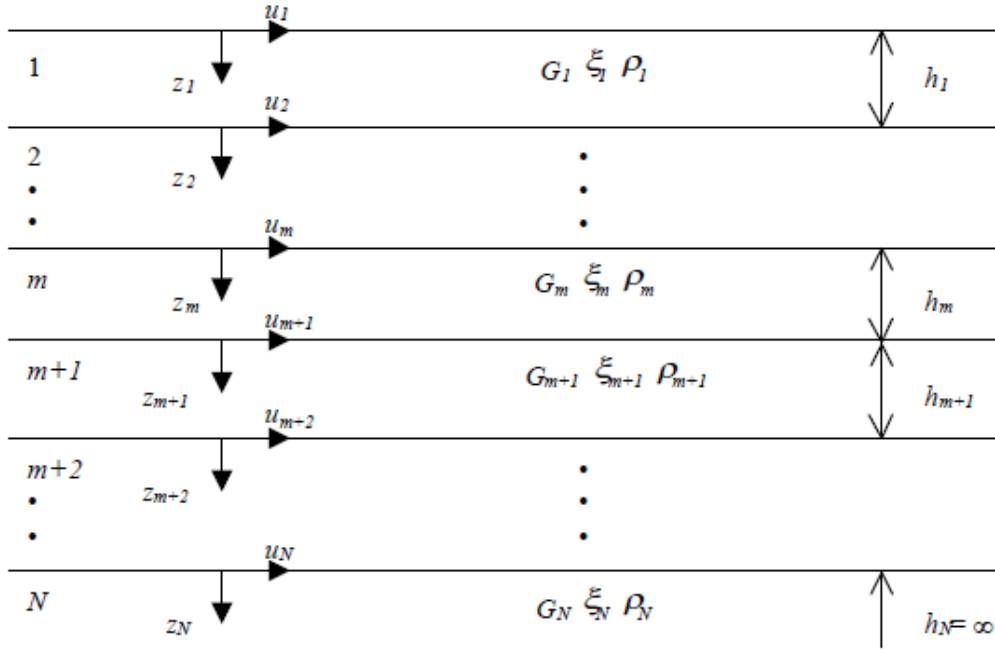 u1
1 z1 G1 ξ1 ρ1 h1
u2
2 z2
um
m zm Gm ξm ρm hm
um+1
m+1 zm+1 Gm+1 ξm+1 ρm+1 hm+1
um+2
m+2 zm+2
uN
N zN GN ξN ρN hN= ∞